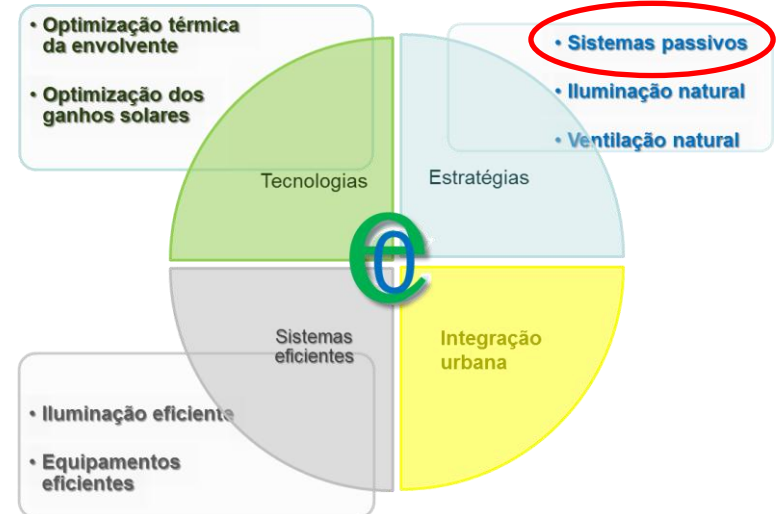 • Optimização térmica
da envolvente
• Optimização dos
ganhos solares
• Sistemas passivos
• Iluminação natural
• Ventilação natural
Tecnologias
Estratégias
e
0
Sistemas
eficientes
Integração
urbana
• Iluminação eficiente
• Equipamentos
eficientes